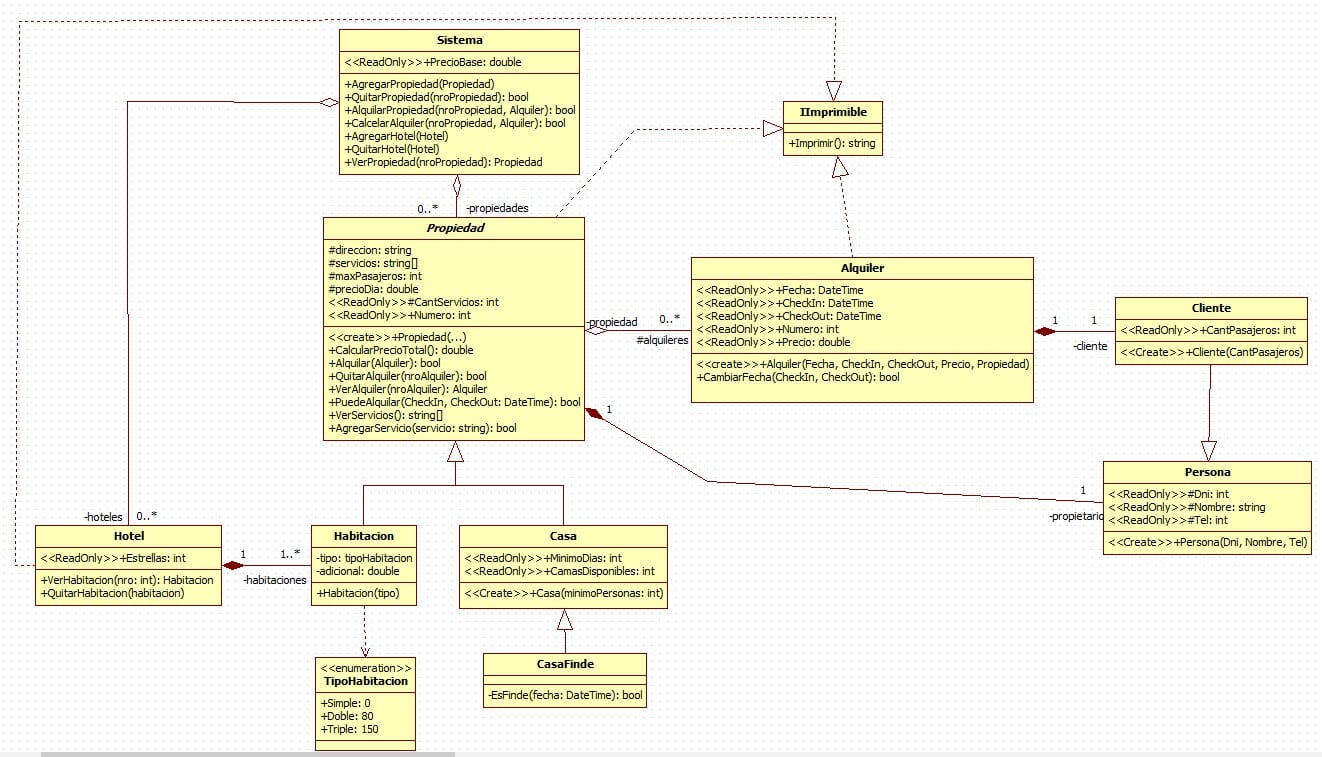 Sistema
<<ReadOnly>>+PrecioBase: double
+AgregarPropiedad(Propiedad)
+QuitarPropiedad(nroPropiedad): bool
+AlquilarPropiedad(nroPropiedad, Alquiler): bool
+CalcelarAlquiler(nroPropiedad, Alquiler): bool
+AgregarHotel(Hotel)
+QuitarHotel(Hotel)
+VerPropiedad(nroPropiedad): Propiedad
IImprimible
+Imprimir(): string
0..*
-propiedades
Propiedad
#direccion: string
#servicios: string[]
#maxPasajeros: int
#precioDia: double
<<ReadOnly>>#CantServicios: int
<<ReadOnly>>+Numero: int
<<create>>+Propiedad(...)
+CalcularPrecioTotal(): double
+Alquilar(Alquiler): bool
+QuitarAlquiler(nroAlquiler): bool
+VerAlquiler(nroAlquiler): Alquiler
+PuedeAlquilar(CheckIn, CheckOut: DateTime): bool
+VerServicios(): string[]
+AgregarServicio(servicio: string): bool
-propiedad
0..*
#alquileres
Alquiler
<<ReadOnly>>+Fecha: DateTime
<<ReadOnly>>+CheckIn: DateTime
<<ReadOnly>>+CheckOut: DateTime
<<ReadOnly>>+Numero: int
<<ReadOnly>>+Precio: double
<<create>>+Alquiler(Fecha, CheckIn, CheckOut, Precio, Propiedad)
+CambiarFecha(CheckIn, CheckOut): bool
1
1
-cliente
Cliente
<<ReadOnly>>+CantPasajeros: int
<<Create>>+Cliente(CantPasajeros)
1
1
-propietario
Persona
<<ReadOnly>>#Dni: int
<<ReadOnly>>#Nombre: string
<<ReadOnly>>#Tel: int
<<Create>>+Persona(Dni, Nombre, Tel)
-hoteles
0..*
Hotel
<<ReadOnly>>+Estrellas: int
+VerHabitacion(nro: int): Habitacion
+QuitarHabitacion(habitacion)
1
1..*
-habitaciones
Habitacion
-tipo: tipoHabitacion
-adicional: double
+Habitacion(tipo)
Casa
<<ReadOnly>>+MinimoDias: int
<<ReadOnly>>+CamasDisponibles: int
<<Create>>+Casa(minimoPersonas: int)
<<enumeration>>
TipoHabitacion
+Simple: 0
+Doble: 80
+Triple: 150
CasaFinde
-EsFinde(fecha: DateTime): bool